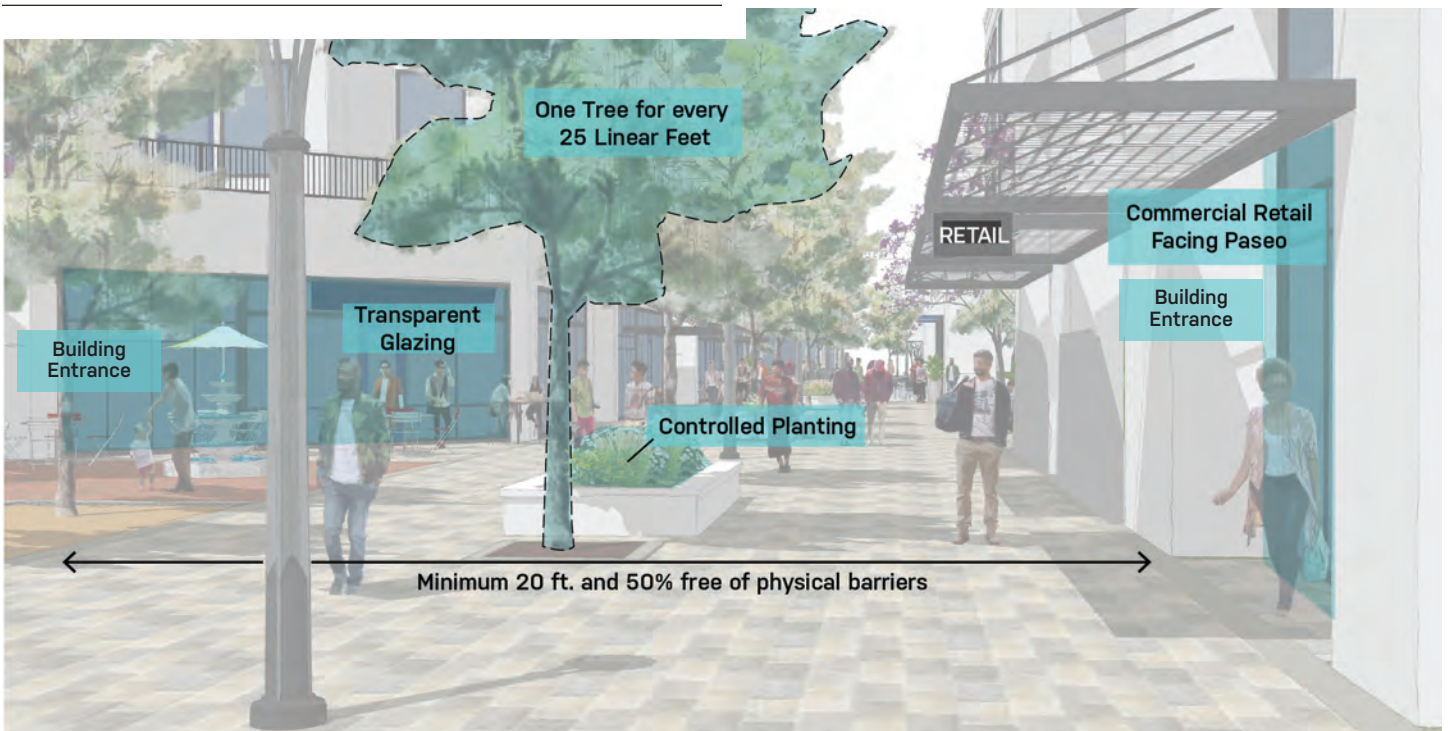 One Tree for every
25 Linear Feet
RETAIL
Commercial Retail
Facing Paseo
Building
Entrance
Transparent
Glazing
Building
Entrance
Controlled Planting
Minimum 20 ft. and 50% free of physical barriers